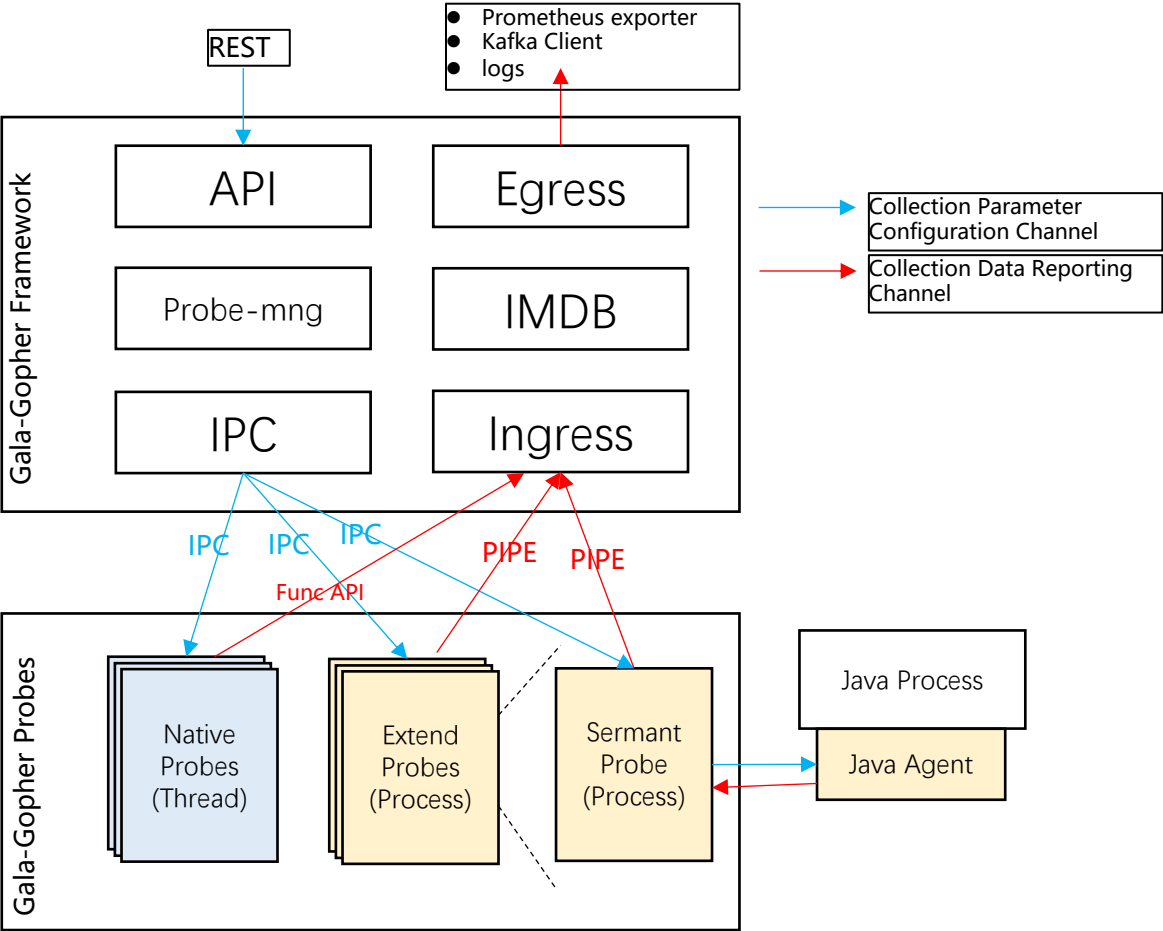 REST
● Prometheus exporter
● Kafka Client
● logs
Gala-Gopher Framework
API
Egress
Probe-mng
IMDB
IPC
Ingress
Collection Parameter
Configuration Channel
Collection Data Reporting
Channel
IPC
IPC
IPC
PIPE
PIPE
Func API
Gala-Gopher Probes
Native
Probes
(Thread)
Extend
Probes
(Process)
Sermant
Probe
(Process)
Java Process
Java Agent